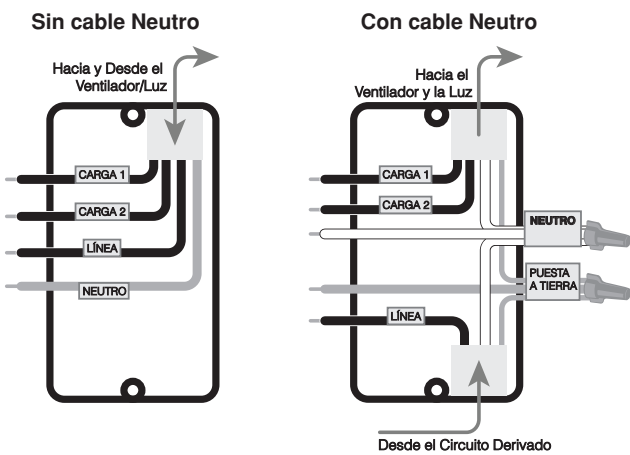 Sin cable Neutro
Hacia y Desde el
Ventilador/Luz
CARGA 1
CARGA 2
LÍNEA
NEUTRO
Con cable Neutro
Hacia el
Ventilador y la Luz
CARGA 1
CARGA 2
NEUTRO
PUESTA
A TIERRA
LÍNEA
Desde el Circuito Derivado